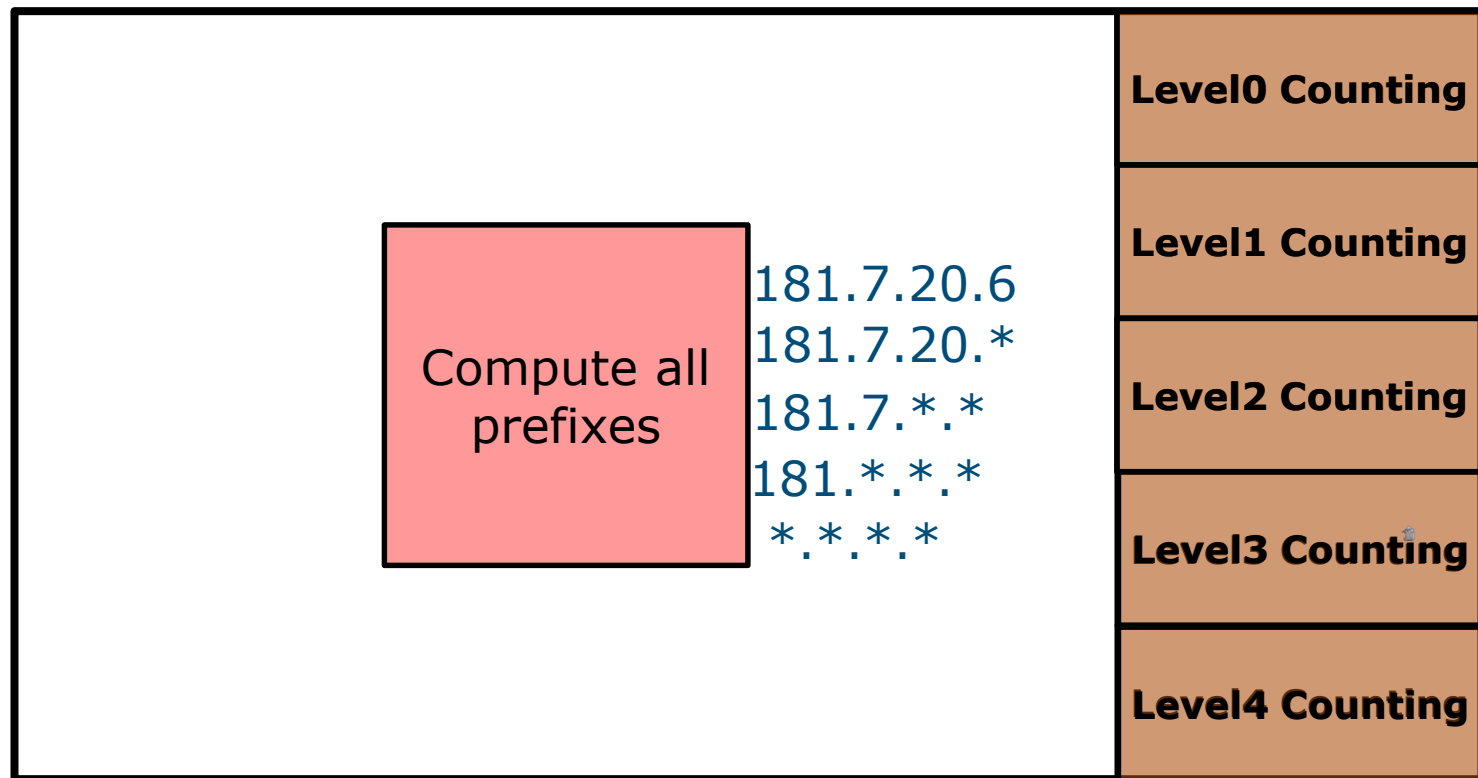 Compute all
prefixes
181.7.20.6
181.7.20.*
181.7.*.*
181.*.*.*
*.*.*.*
Level0 Counting
Level1 Counting
Level2 Counting
Level3 Counting
Level4 Counting